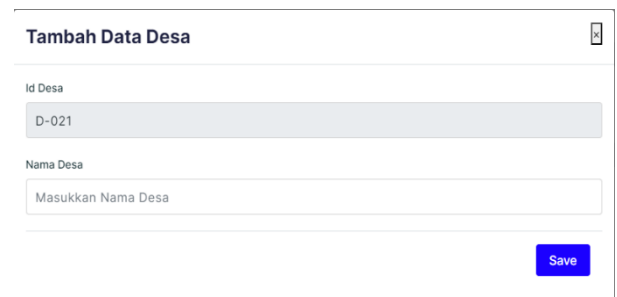 Tambah Data Desa
x
Id Desa
D-021
Nama Desa
Masukkan Nama Desa
Save